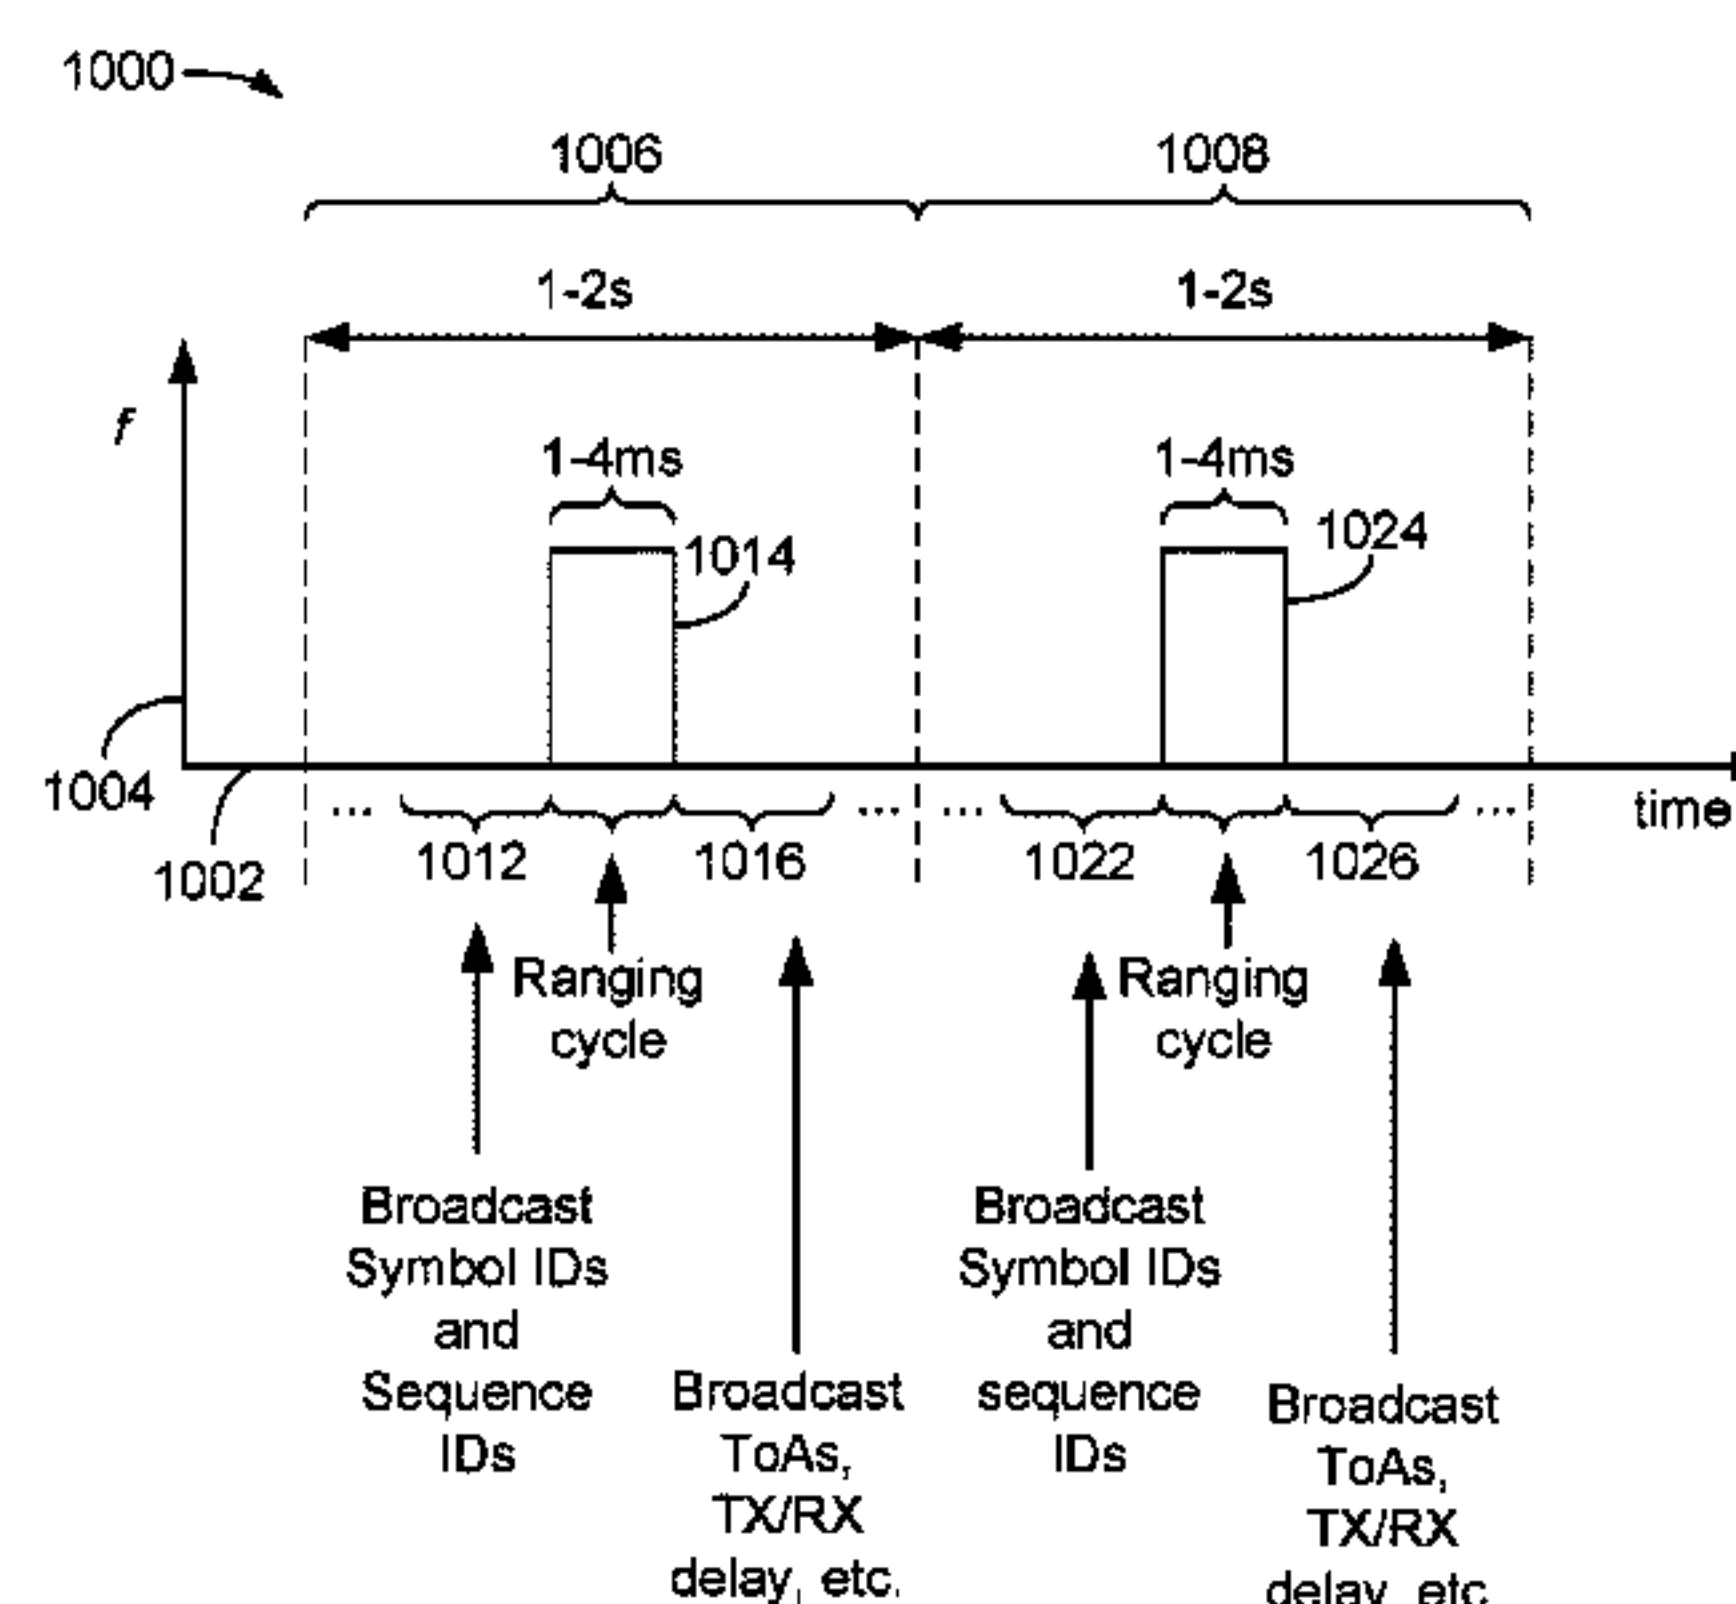 1000
1006
1008
1-2s
1-2s
f
1-4ms
1-4ms
1014
1024
1004
1002
...
1012
1016
...
...
1022
1026
...
time
Ranging
cycle
Ranging
cycle
Broadcast
Symbol IDs
and
Sequence
IDs
Broadcast
ToAs,
TX/RX
delay, etc.
Broadcast
Symbol IDs
and
sequence
IDs
Broadcast
ToAs,
TX/RX
delay, etc